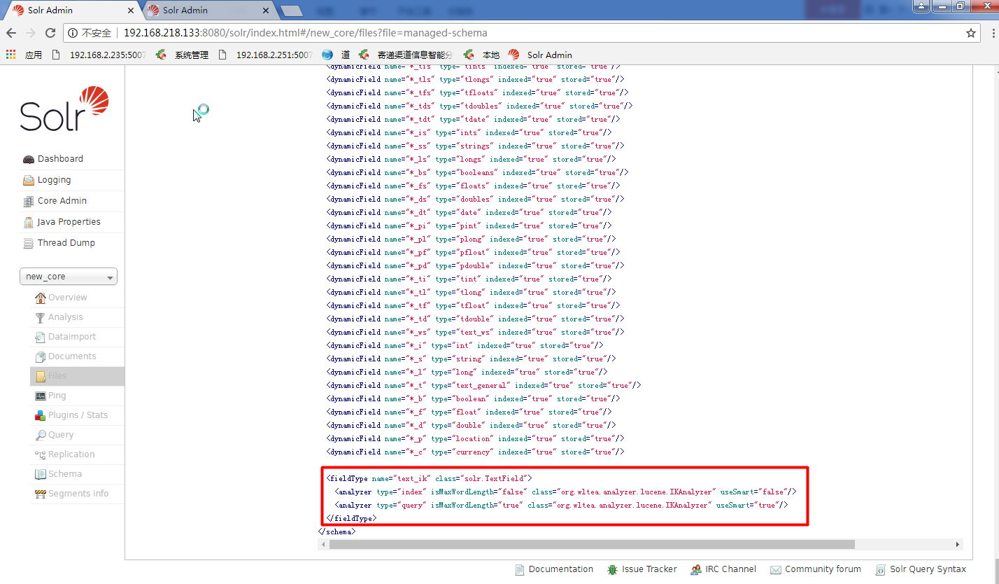 Solr Admin
Solr Admin
不安全 192.168.218.133:8080/solr/index.html#/new_core/files?file=managed-schema
应用 192.168.2.235:5007 系统管理 192.168.2.251:5007 道 寄递渠道信息智能分 本地 Solr Admin
Solr
Dashboard
Logging
Core Admin
Java Properties
Thread Dump
new_core
Overview
Analysis
Dataimport
Documents
Files
Ping
Plugins / Stats
Query
Replication
Schema
Segments info
<dynamicField name="*_tis" type="tints" indexed="true" stored="true"/>
<dynamicField name="*_tls" type="tlongs" indexed="true" stored="true"/>
<dynamicField name="*_tfs" type="tfloats" indexed="true" stored="true"/>
<dynamicField name="*_tds" type="tdoubles" indexed="true" stored="true"/>
<dynamicField name="*_tdt" type="tdate" indexed="true" stored="true"/>
<dynamicField name="*_is" type="ints" indexed="true" stored="true"/>
<dynamicField name="*_ss" type="strings" indexed="true" stored="true"/>
<dynamicField name="*_ls" type="longs" indexed="true" stored="true"/>
<dynamicField name="*_bs" type="booleans" indexed="true" stored="true"/>
<dynamicField name="*_fs" type="floats" indexed="true" stored="true"/>
<dynamicField name="*_ds" type="doubles" indexed="true" stored="true"/>
<dynamicField name="*_dt" type="date" indexed="true" stored="true"/>
<dynamicField name="*_pi" type="pint" indexed="true" stored="true"/>
<dynamicField name="*_pl" type="plong" indexed="true" stored="true"/>
<dynamicField name="*_pf" type="pfloat" indexed="true" stored="true"/>
<dynamicField name="*_pd" type="pdouble" indexed="true" stored="true"/>
<dynamicField name="*_ti" type="tint" indexed="true" stored="true"/>
<dynamicField name="*_tl" type="tlong" indexed="true" stored="true"/>
<dynamicField name="*_tf" type="tfloat" indexed="true" stored="true"/>
<dynamicField name="*_td" type="tdouble" indexed="true" stored="true"/>
<dynamicField name="*_ws" type="text_ws" indexed="true" stored="true"/>
<dynamicField name="*_i" type="int" indexed="true" stored="true"/>
<dynamicField name="*_s" type="string" indexed="true" stored="true"/>
<dynamicField name="*_l" type="long" indexed="true" stored="true"/>
<dynamicField name="*_t" type="text_general" indexed="true" stored="true"/>
<dynamicField name="*_b" type="boolean" indexed="true" stored="true"/>
<dynamicField name="*_f" type="float" indexed="true" stored="true"/>
<dynamicField name="*_d" type="double" indexed="true" stored="true"/>
<dynamicField name="*_p" type="location" indexed="true" stored="true"/>
<dynamicField name="*_c" type="currency" indexed="true" stored="true"/>
<fieldType name="text_ik" class="solr.TextField">
<analyzer type="index" isMaxWordLength="false" class="org.wltea.analyzer.lucene.IKAnalyzer" useSmart="false"/>
<analyzer type="query" isMaxWordLength="true" class="org.wltea.analyzer.lucene.IKAnalyzer" useSmart="true"/>
</fieldType>
</schema>
Documentation Issue Tracker IRC Channel Community forum Solr Query Syntax